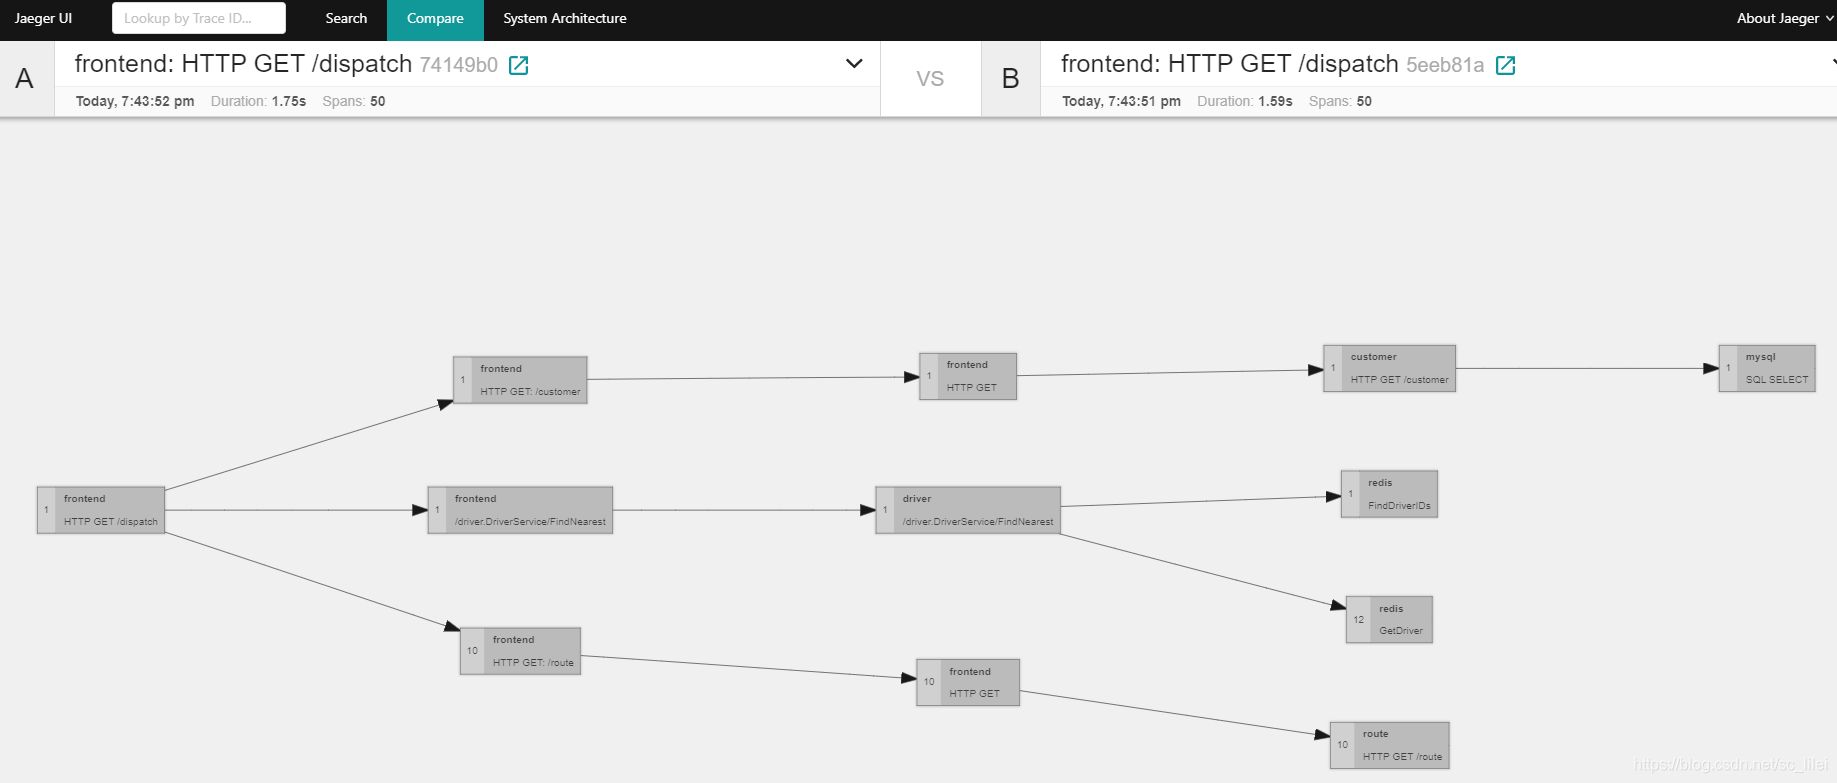 Jaeger UI Lookup by Trace ID... Search Compare System Architecture About Jaeger
A frontend: HTTP GET /dispatch 74149b0 VS B frontend: HTTP GET /dispatch 5eeb81a
Today, 7:43:52 pm Duration: 1.75s Spans: 50 Today, 7:43:51 pm Duration: 1.59s Spans: 50
1 frontend
HTTP GET: /customer
1 frontend
HTTP GET
1 customer
HTTP GET /customer
1 mysql
SQL SELECT
1 frontend
HTTP GET /dispatch
1 frontend
/driver.DriverService/FindNearest
1 driver
/driver.DriverService/FindNearest
1 redis
FindDriverIDs
12 redis
GetDriver
10 frontend
HTTP GET: /route
10 frontend
HTTP GET
10 route
HTTP GET /route
https://blog.csdn.net/sc_lilei